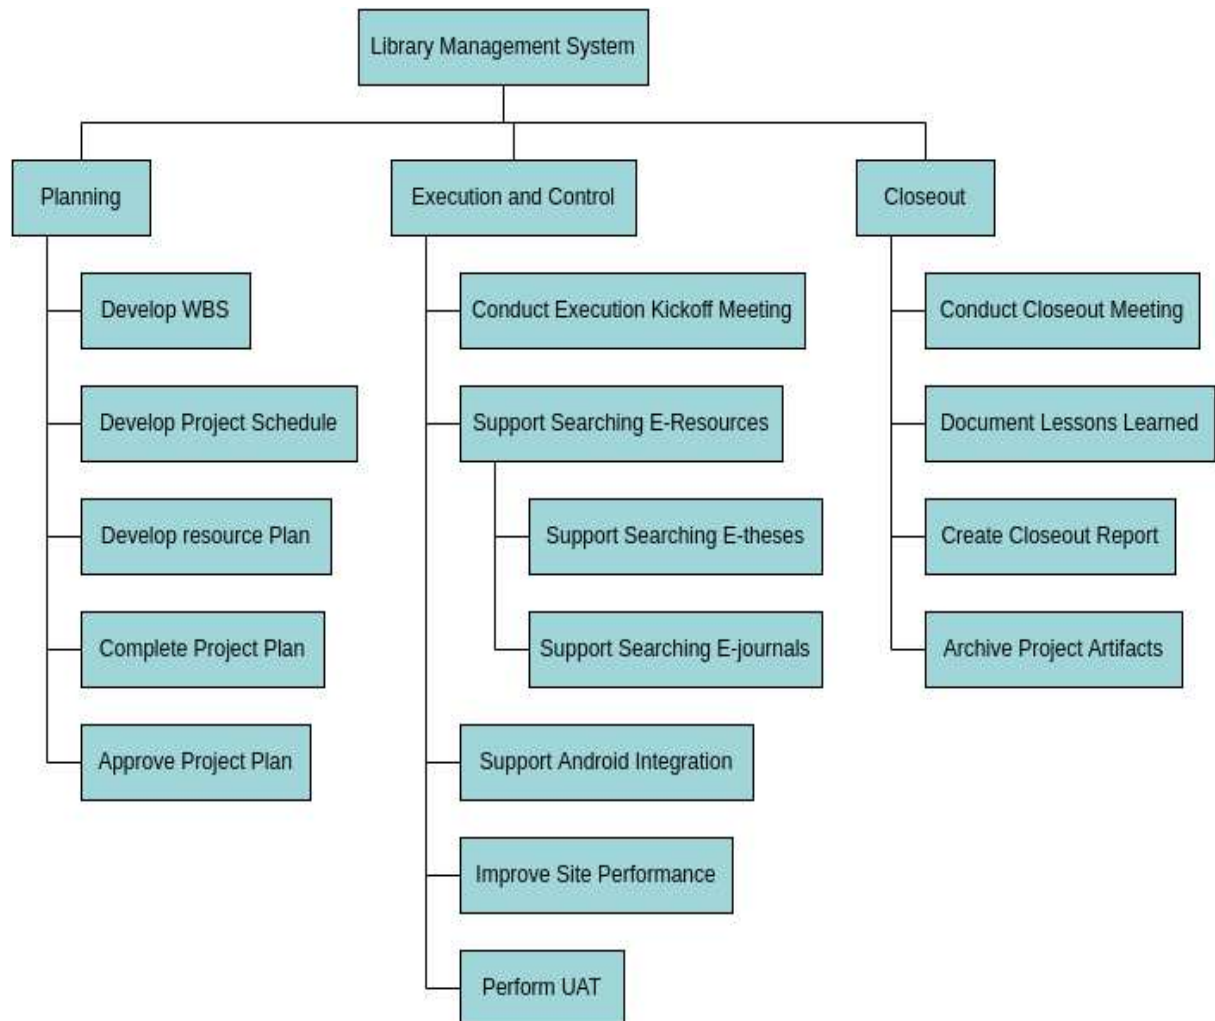 Library Management System
Planning
Execution and Control
Closeout
Develop WBS
Conduct Execution Kickoff Meeting
Conduct Closeout Meeting
Develop Project Schedule
Support Searching E-Resources
Document Lessons Learned
Develop resource Plan
Support Searching E-theses
Create Closeout Report
Complete Project Plan
Support Searching E-journals
Archive Project Artifacts
Approve Project Plan
Support Android Integration
Improve Site Performance
Perform UAT